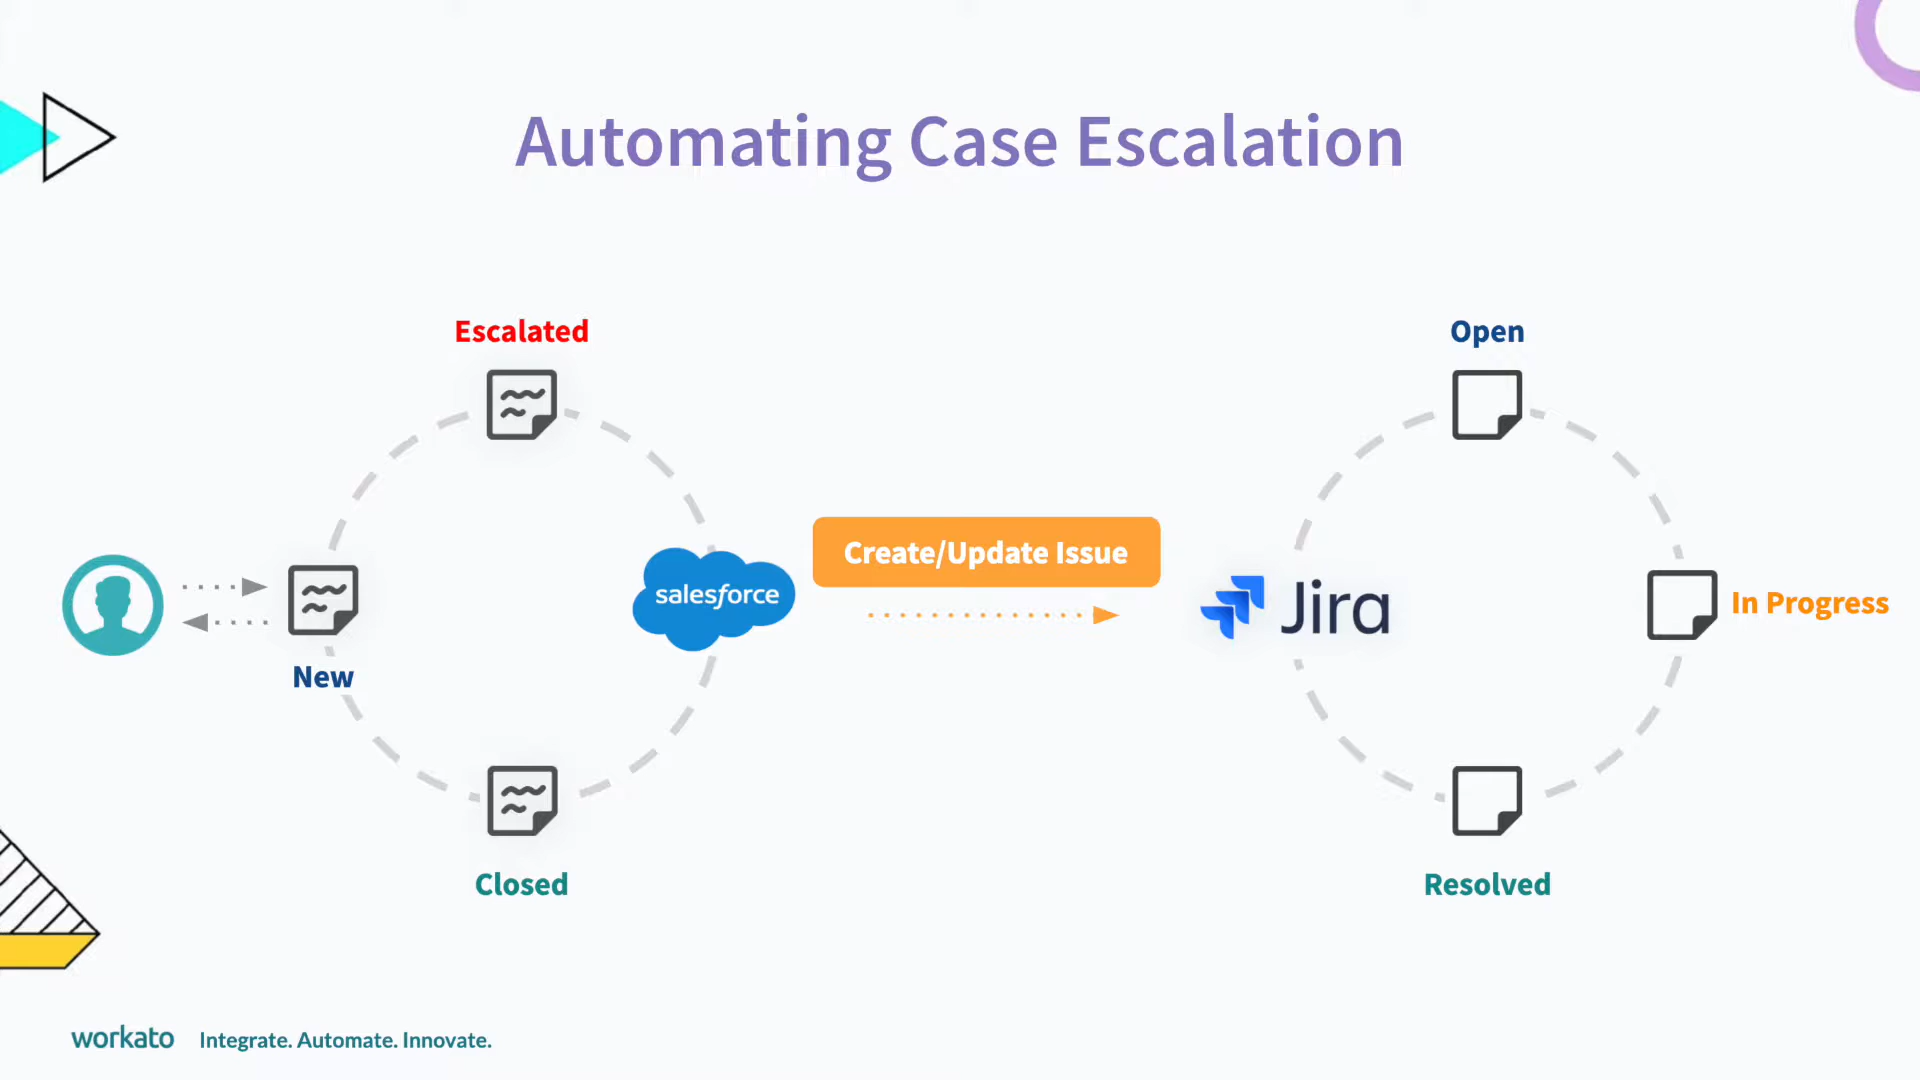 Automating Case Escalation
Escalated
Open
Create/Update Issue
salesforce
Jira
In Progress
New
Closed
Resolved
workato
Integrate. Automate. Innovate.